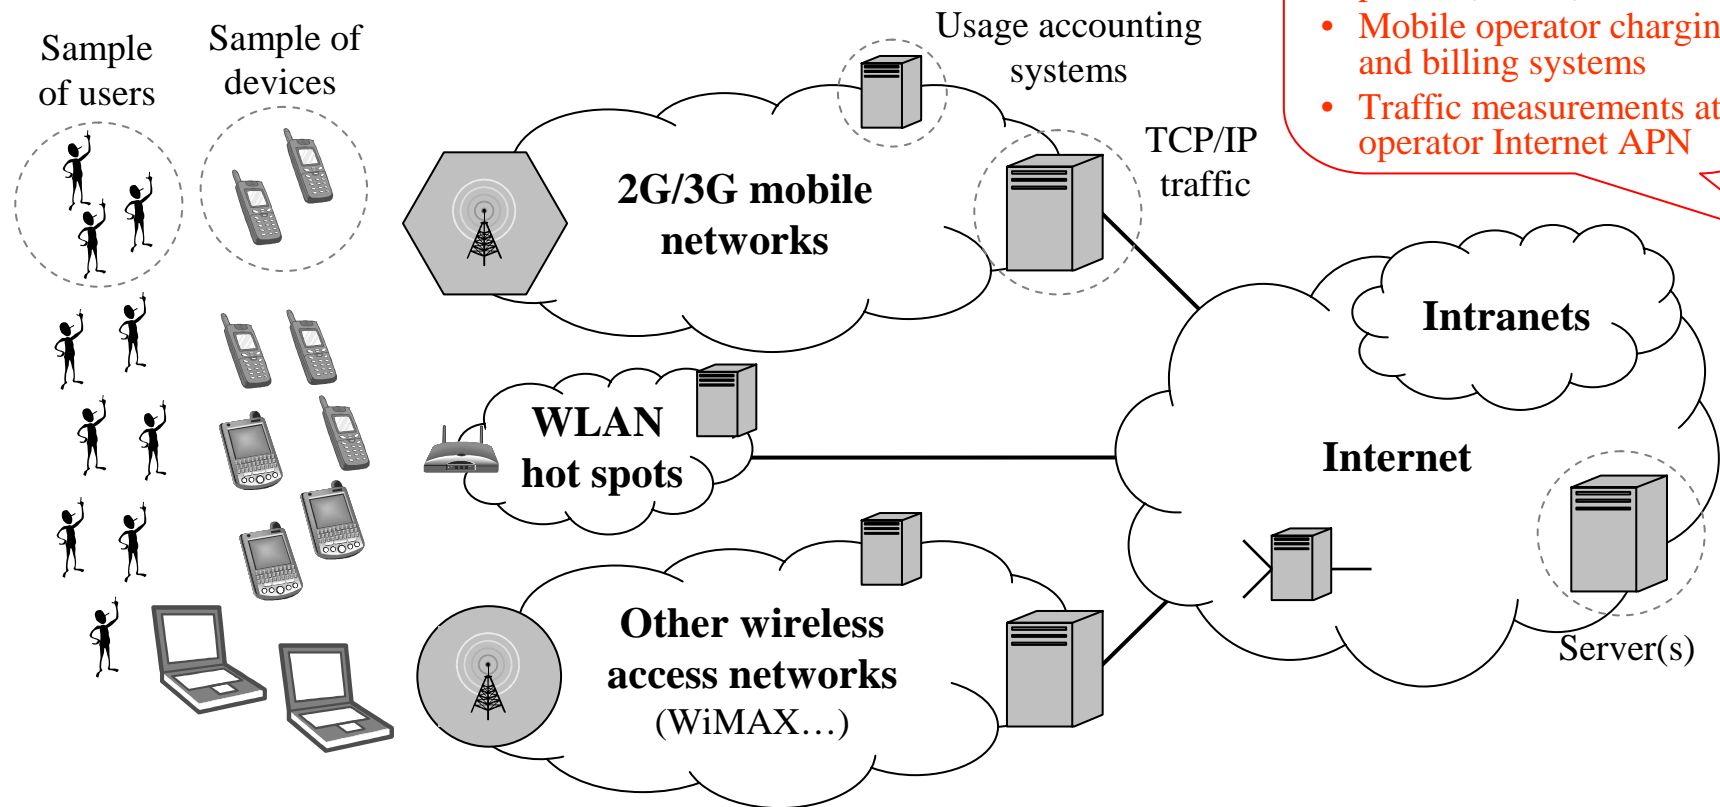 Sample
of users
Sample of
devices
Usage accounting
systems
• Mobile operator
and billing systems
• Traffic measurements at
operator Internet APN
TCP/IP
traffic
2G/3G mobile
networks
Intranets
WLAN
hot spots
Internet
Other wireless
access networks
(WiMAX…)
Server(s)